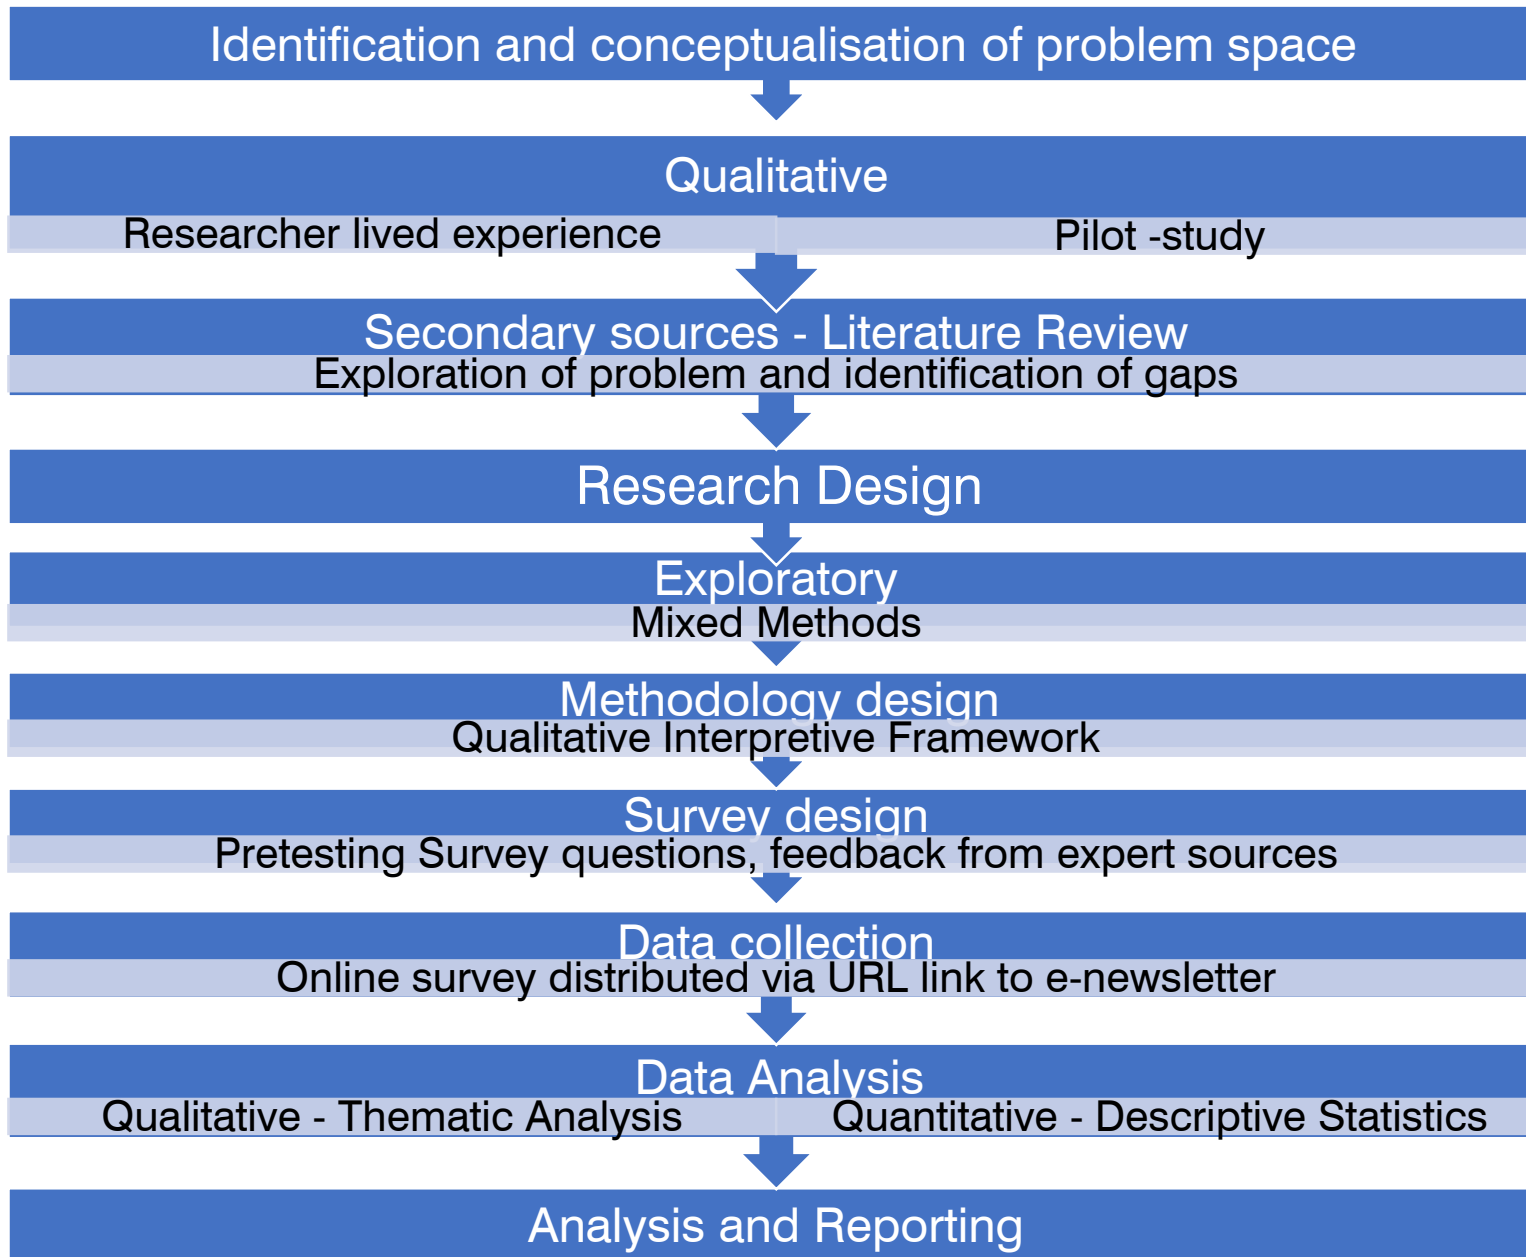 Identification and conceptualisation of problem space
Qualitative
Researcher lived experience
Pilot -study
Secondary sources - Literature Review
Exploration of problem and identification of gaps
Research Design
Exploratory
Mixed Methods
Methodology design
Qualitative Interpretive Framework
Survey design
Pretesting Survey questions, feedback from expert sources
Data collection
Online survey distributed via URL link to e-newsletter
Data Analysis
Qualitative - Thematic Analysis
Quantitative - Descriptive Statistics
Analysis and Reporting